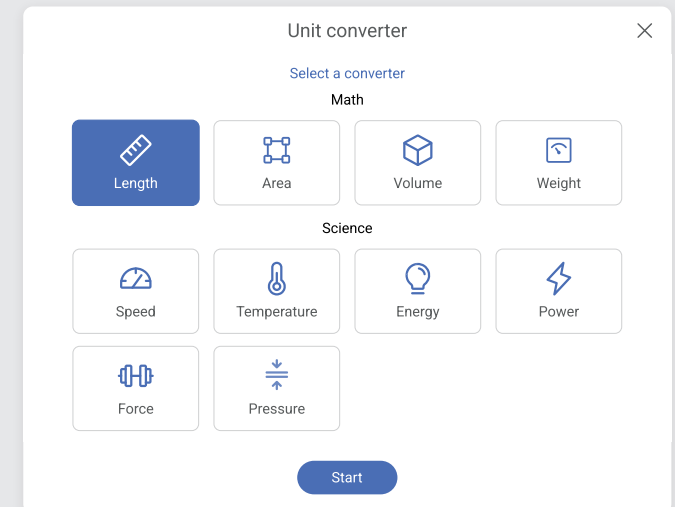 Unit converter
Select a converter
Math
Length Area Volume Weight
Science
Speed Temperature Energy Power
Force Pressure
Start